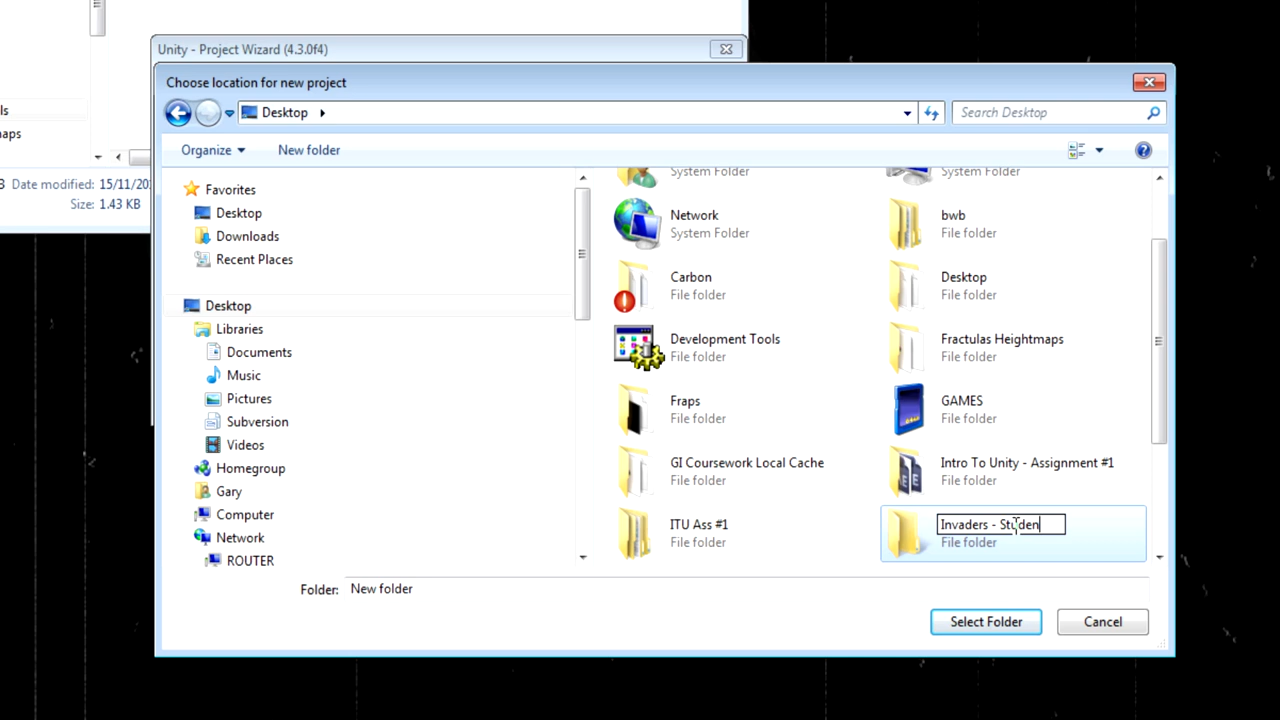 Unity - Project Wizard (4.3.0f4)
Choose location for new project
Desktop
Search Desktop
Organize
New folder
ls
aps
Date modified: 15/11/20
Size: 1.43 KB
Favorites
Desktop
Downloads
Recent Places
Desktop
Libraries
Documents
Music
Pictures
Subversion
Videos
Homegroup
Gary
Computer
Network
ROUTER
System Folder
System Folder
Network
System Folder
bwb
File folder
Carbon
File folder
Desktop
File folder
Development Tools
File folder
Fractulas Heightmaps
File folder
Fraps
File folder
GAMES
File folder
GI Coursework Local Cache
File folder
Intro To Unity - Assignment #1
File folder
ITU Ass #1
File folder
Invaders - Studen
File folder
Folder: New folder
Select Folder
Cancel